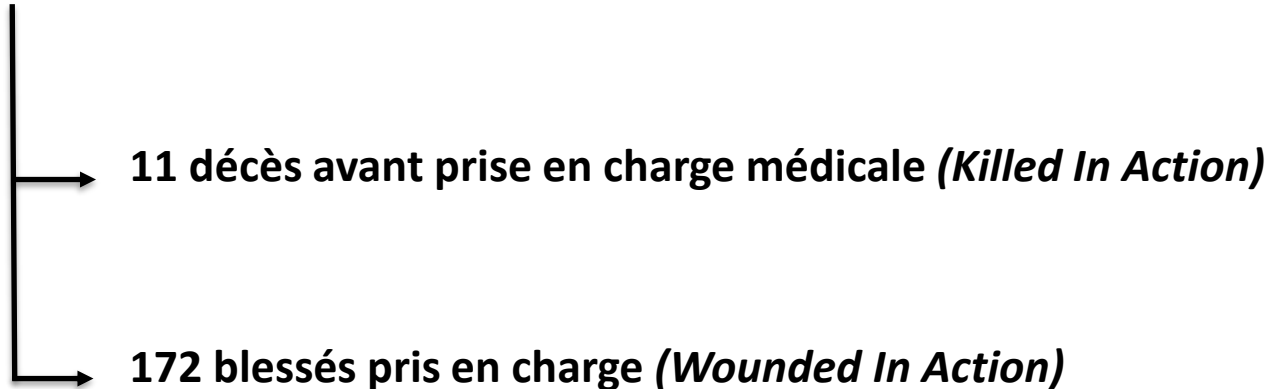 11 décès avant prise en charge médicale (Killed In Action)
172 blessés pris en charge (Wounded In Action)